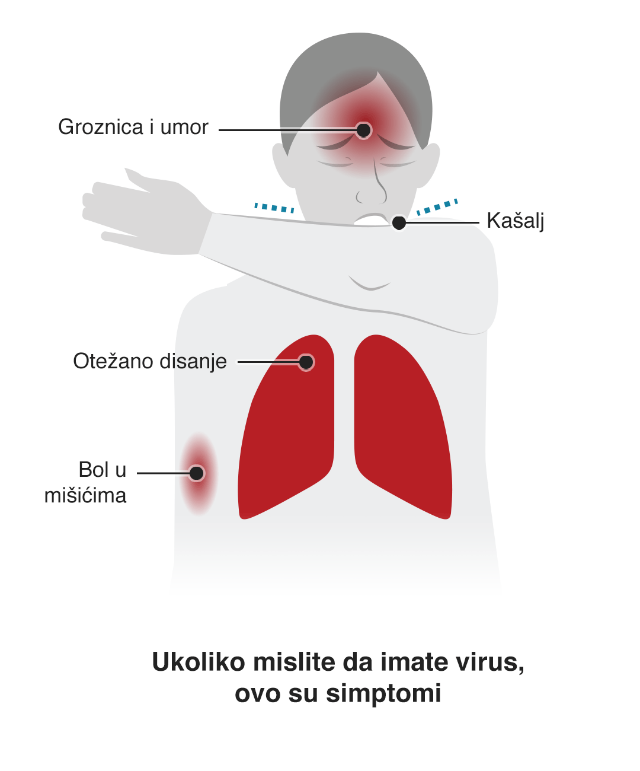 Groznica i umor
Kašalj
Otežano disanje
Bol u
mišićima
Ukoliko mislite da imate virus,
ovo su simptomi